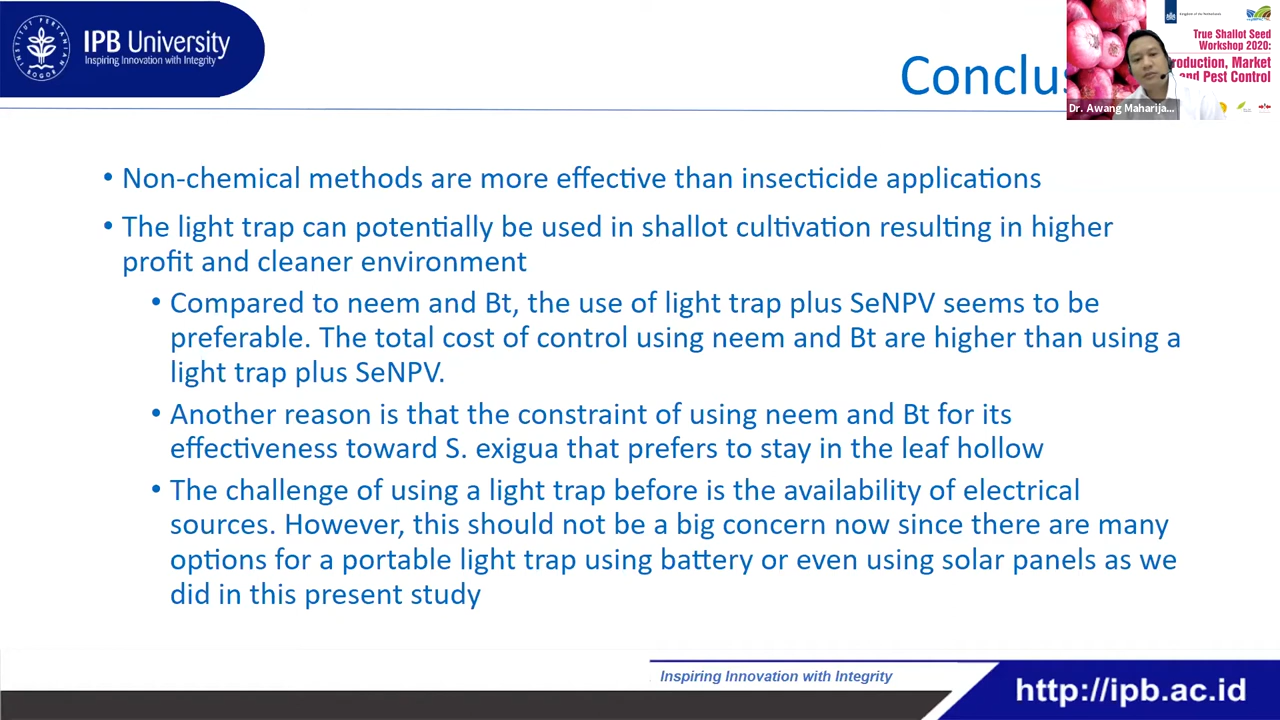 IPB University
Inspiring Innovation with Integrity
INSTITUT PERTANIAN
BOGOR
Conclus
Kingdom of the Netherlands
True Shallot Seed
Workshop 2020:
roduction, Market
and Pest Control
Dr. Awang Maharija...
• Non-chemical methods are more effective than insecticide applications
• The light trap can potentially be used in shallot cultivation resulting in higher
profit and cleaner environment
• Compared to neem and Bt, the use of light trap plus SeNPV seems to be
preferable. The total cost of control using neem and Bt are higher than using a
light trap plus SeNPV.
• Another reason is that the constraint of using neem and Bt for its
effectiveness toward S. exigua that prefers to stay in the leaf hollow
• The challenge of using a light trap before is the availability of electrical
sources. However, this should not be a big concern now since there are many
options for a portable light trap using battery or even using solar panels as we
did in this present study
Inspiring Innovation with Integrity
http://ipb.ac.id